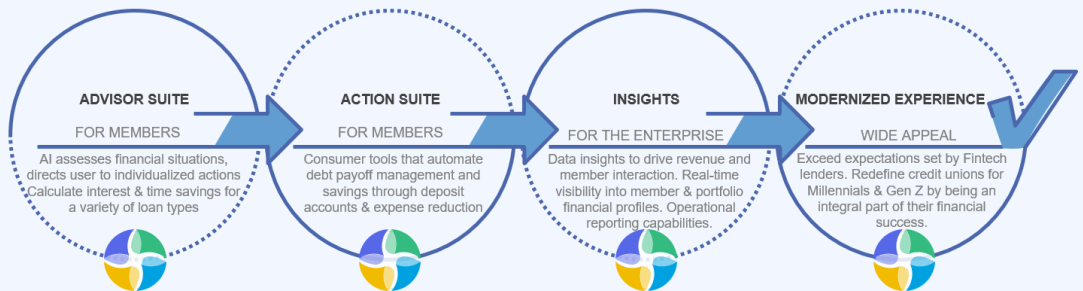 ADVISOR SUITE
FOR MEMBERS
AI assesses financial situations,
directs user to individualized actions
Calculate interest & time savings for
a variety of loan types
ACTION SUITE
FOR MEMBERS
Consumer tools that automate
debt payoff management and
savings through deposit
accounts & expense reduction
INSIGHTS
FOR THE ENTERPRISE
Data insights to drive revenue and
member interaction. Real-time
visibility into member & portfolio
financial profiles. Operational
reporting capabilities.
MODERNIZED EXPERIENCE
WIDE APPEAL
Exceed expectations set by Fintech
lenders. Redefine credit unions for
Millennials & Gen Z by being an
integral part of their financial
success.